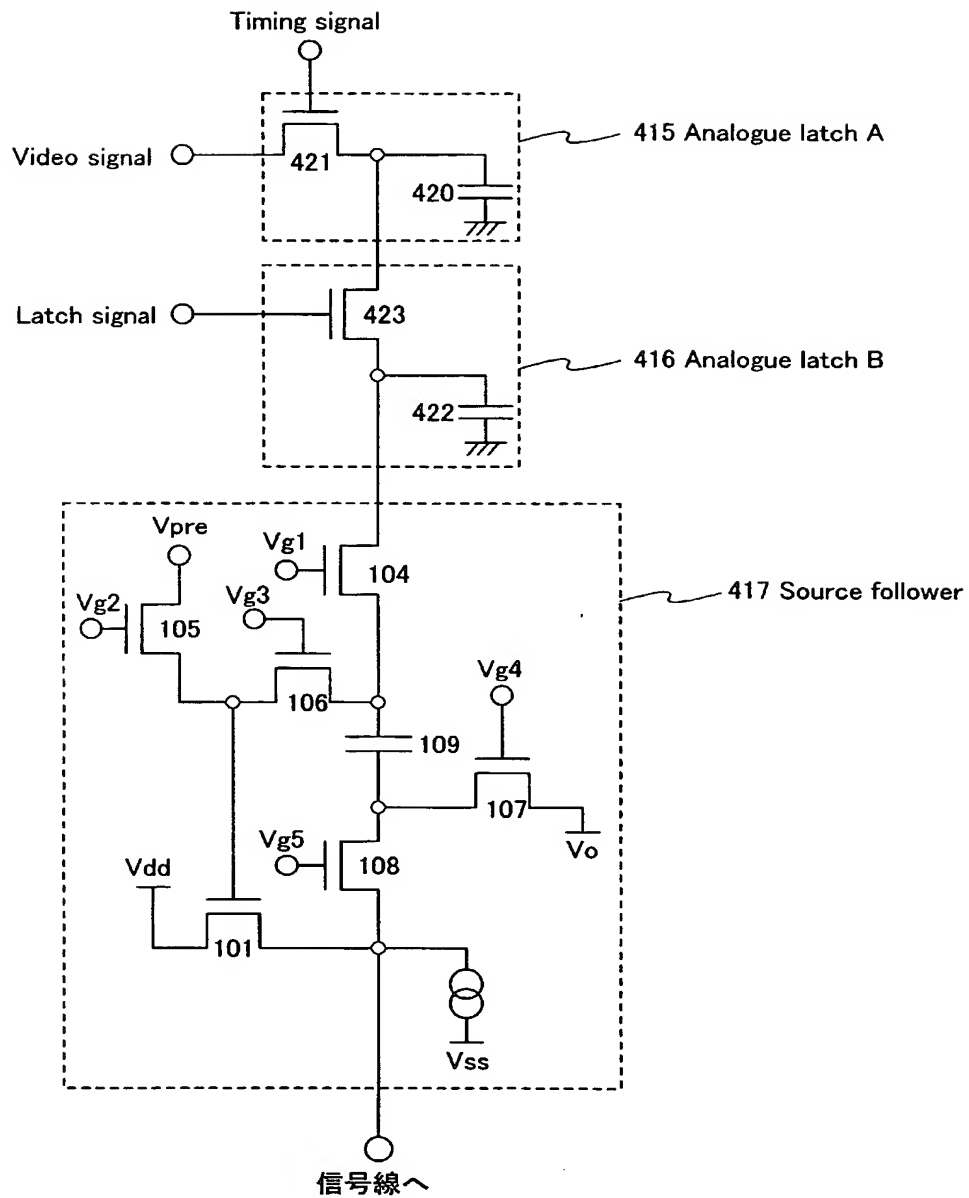 Timing signal
415 Analogue latch A
Video signal
421
420
Latch signal
423
416 Analogue latch B
422
Vpre
Vg1
104
417 Source follower
Vg2
105
Vg3
106
Vg4
109
107
Vo
Vg5
108
Vdd
101
Vss
信号線へ